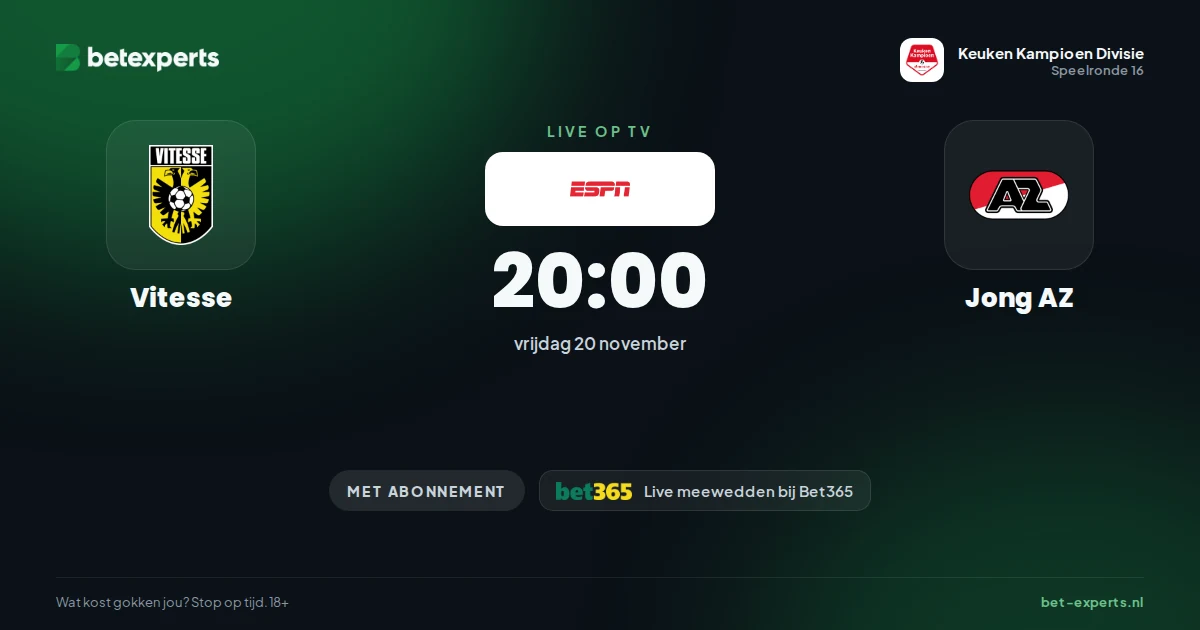 betexperts
Keuken Kampioen Divisie
Speelronde 16
LIVE OP TV
ESPN
VITESSE
AZ
20:00
Vitesse
Jong AZ
vrijdag 20 november
MET ABONNEMENT
bet365 Live meewedden bij Bet365
Wat kost gokken jou? Stop op tijd. 18+
bet-experts.nl